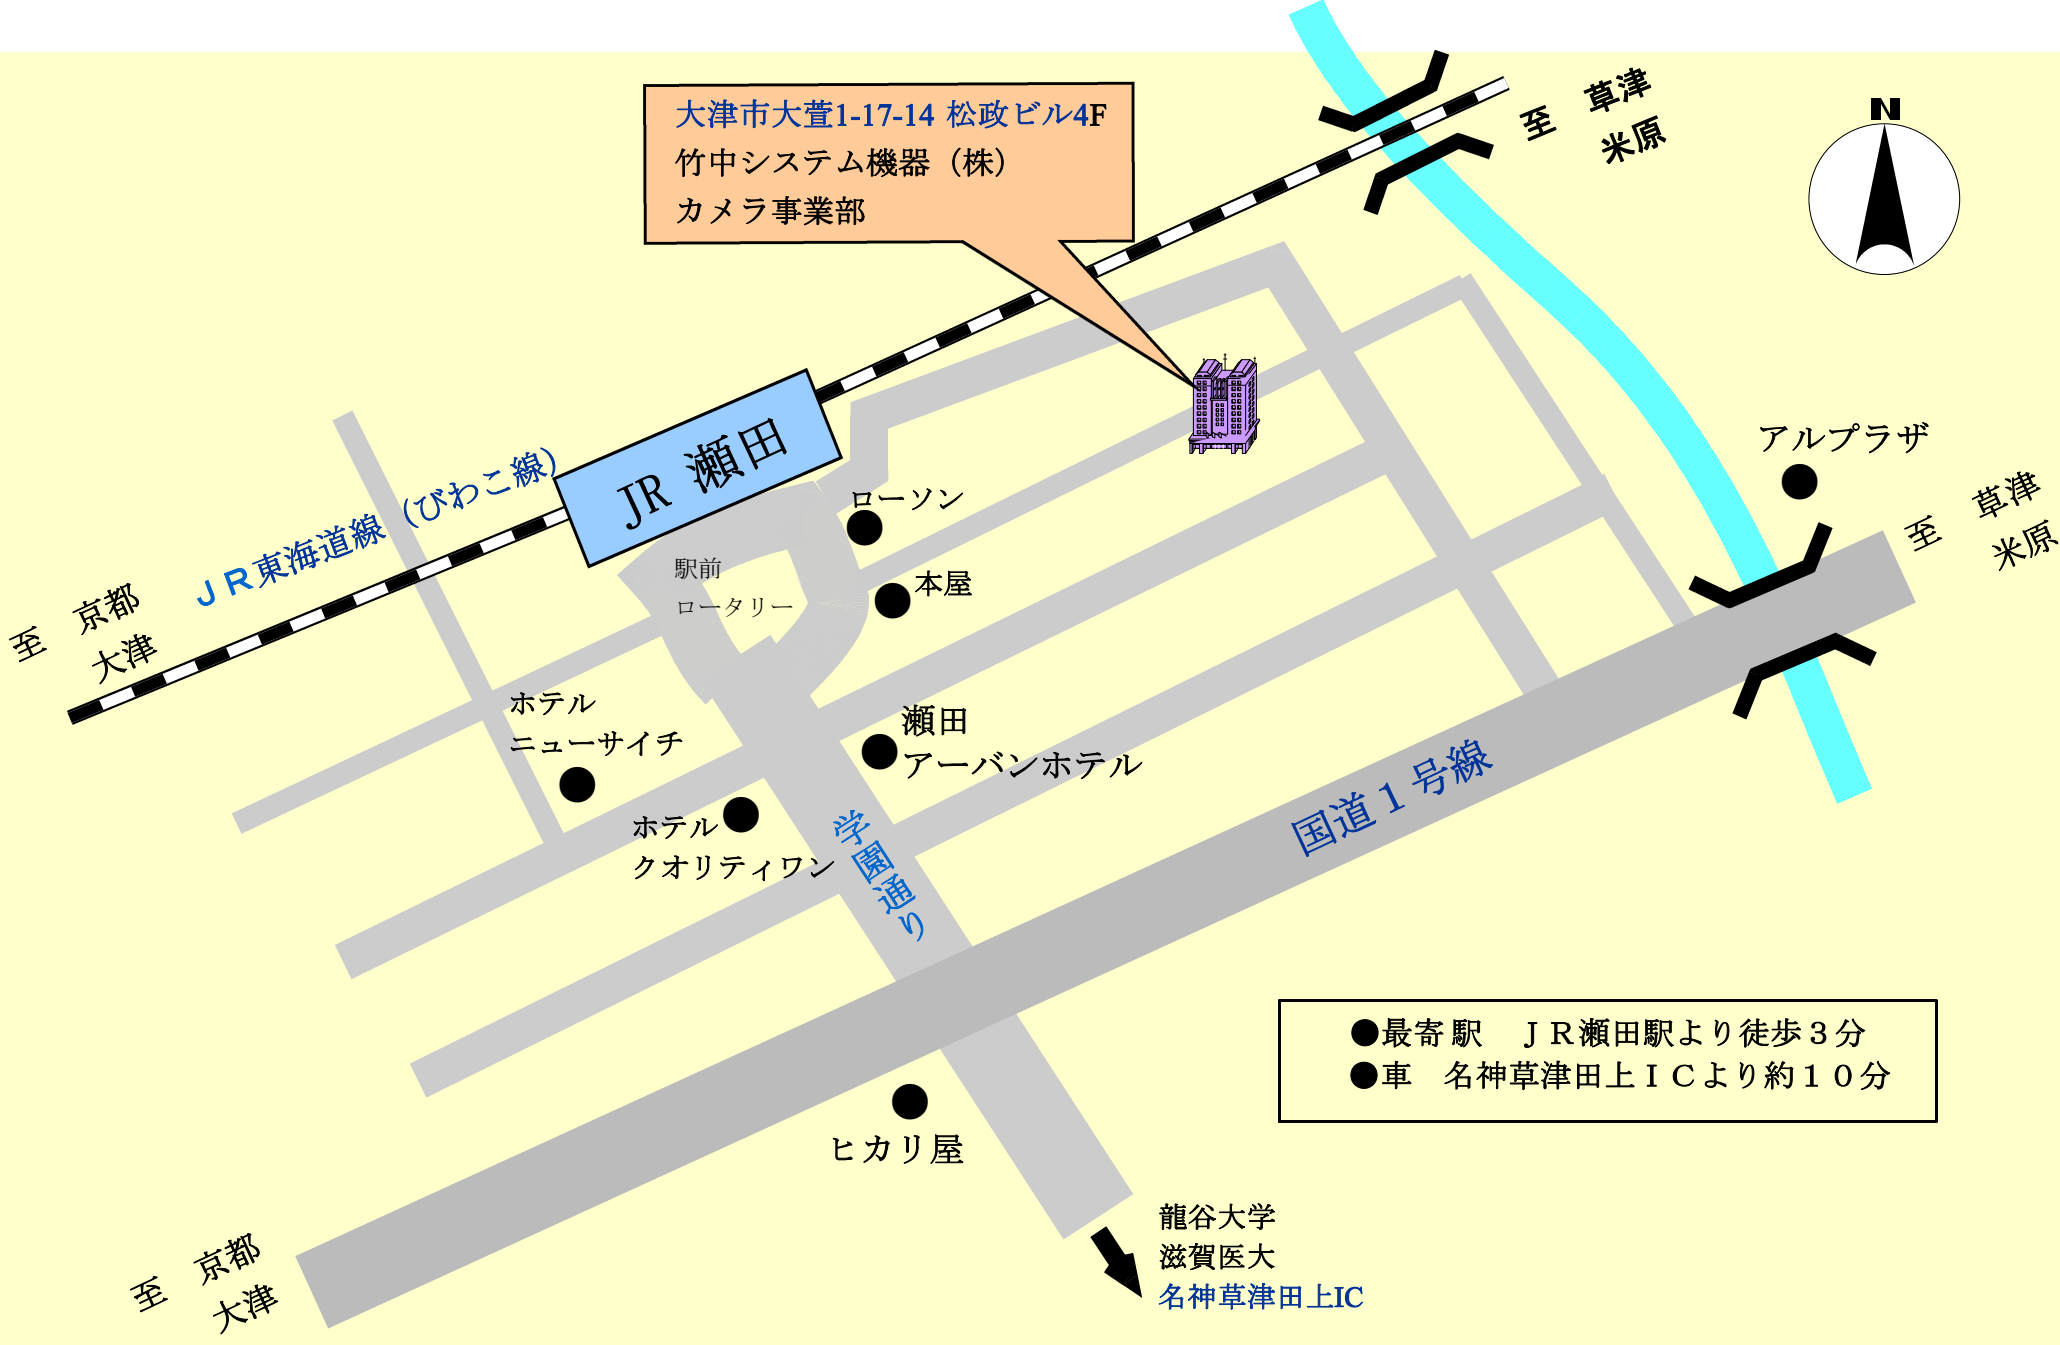 大津市大萱1-17-14 松政ビル4F
竹中システム機器（株）
カメラ事業部
至　草津
米原
N
アルプラザ
至　草津
米原
JR 瀬田
ＪＲ東海道線（びわこ線）
至　京都
大津
ローソン
駅前
ロータリー
本屋
ホテル
ニューサイチ
瀬田
アーバンホテル
ホテル
クオリティワン
学園通り
国道１号線
●最寄駅　ＪＲ瀬田駅より徒歩３分
●車　名神草津田上ＩＣより約１０分
ヒカリ屋
龍谷大学
滋賀医大
名神草津田上IC
至　京都
大津